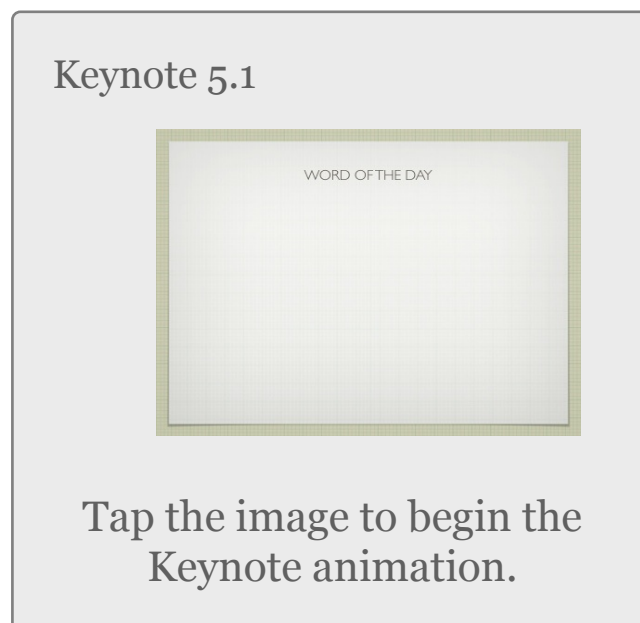 Keynote 5.1
WORD OF THE DAY
Tap the image to begin the
Keynote animation.